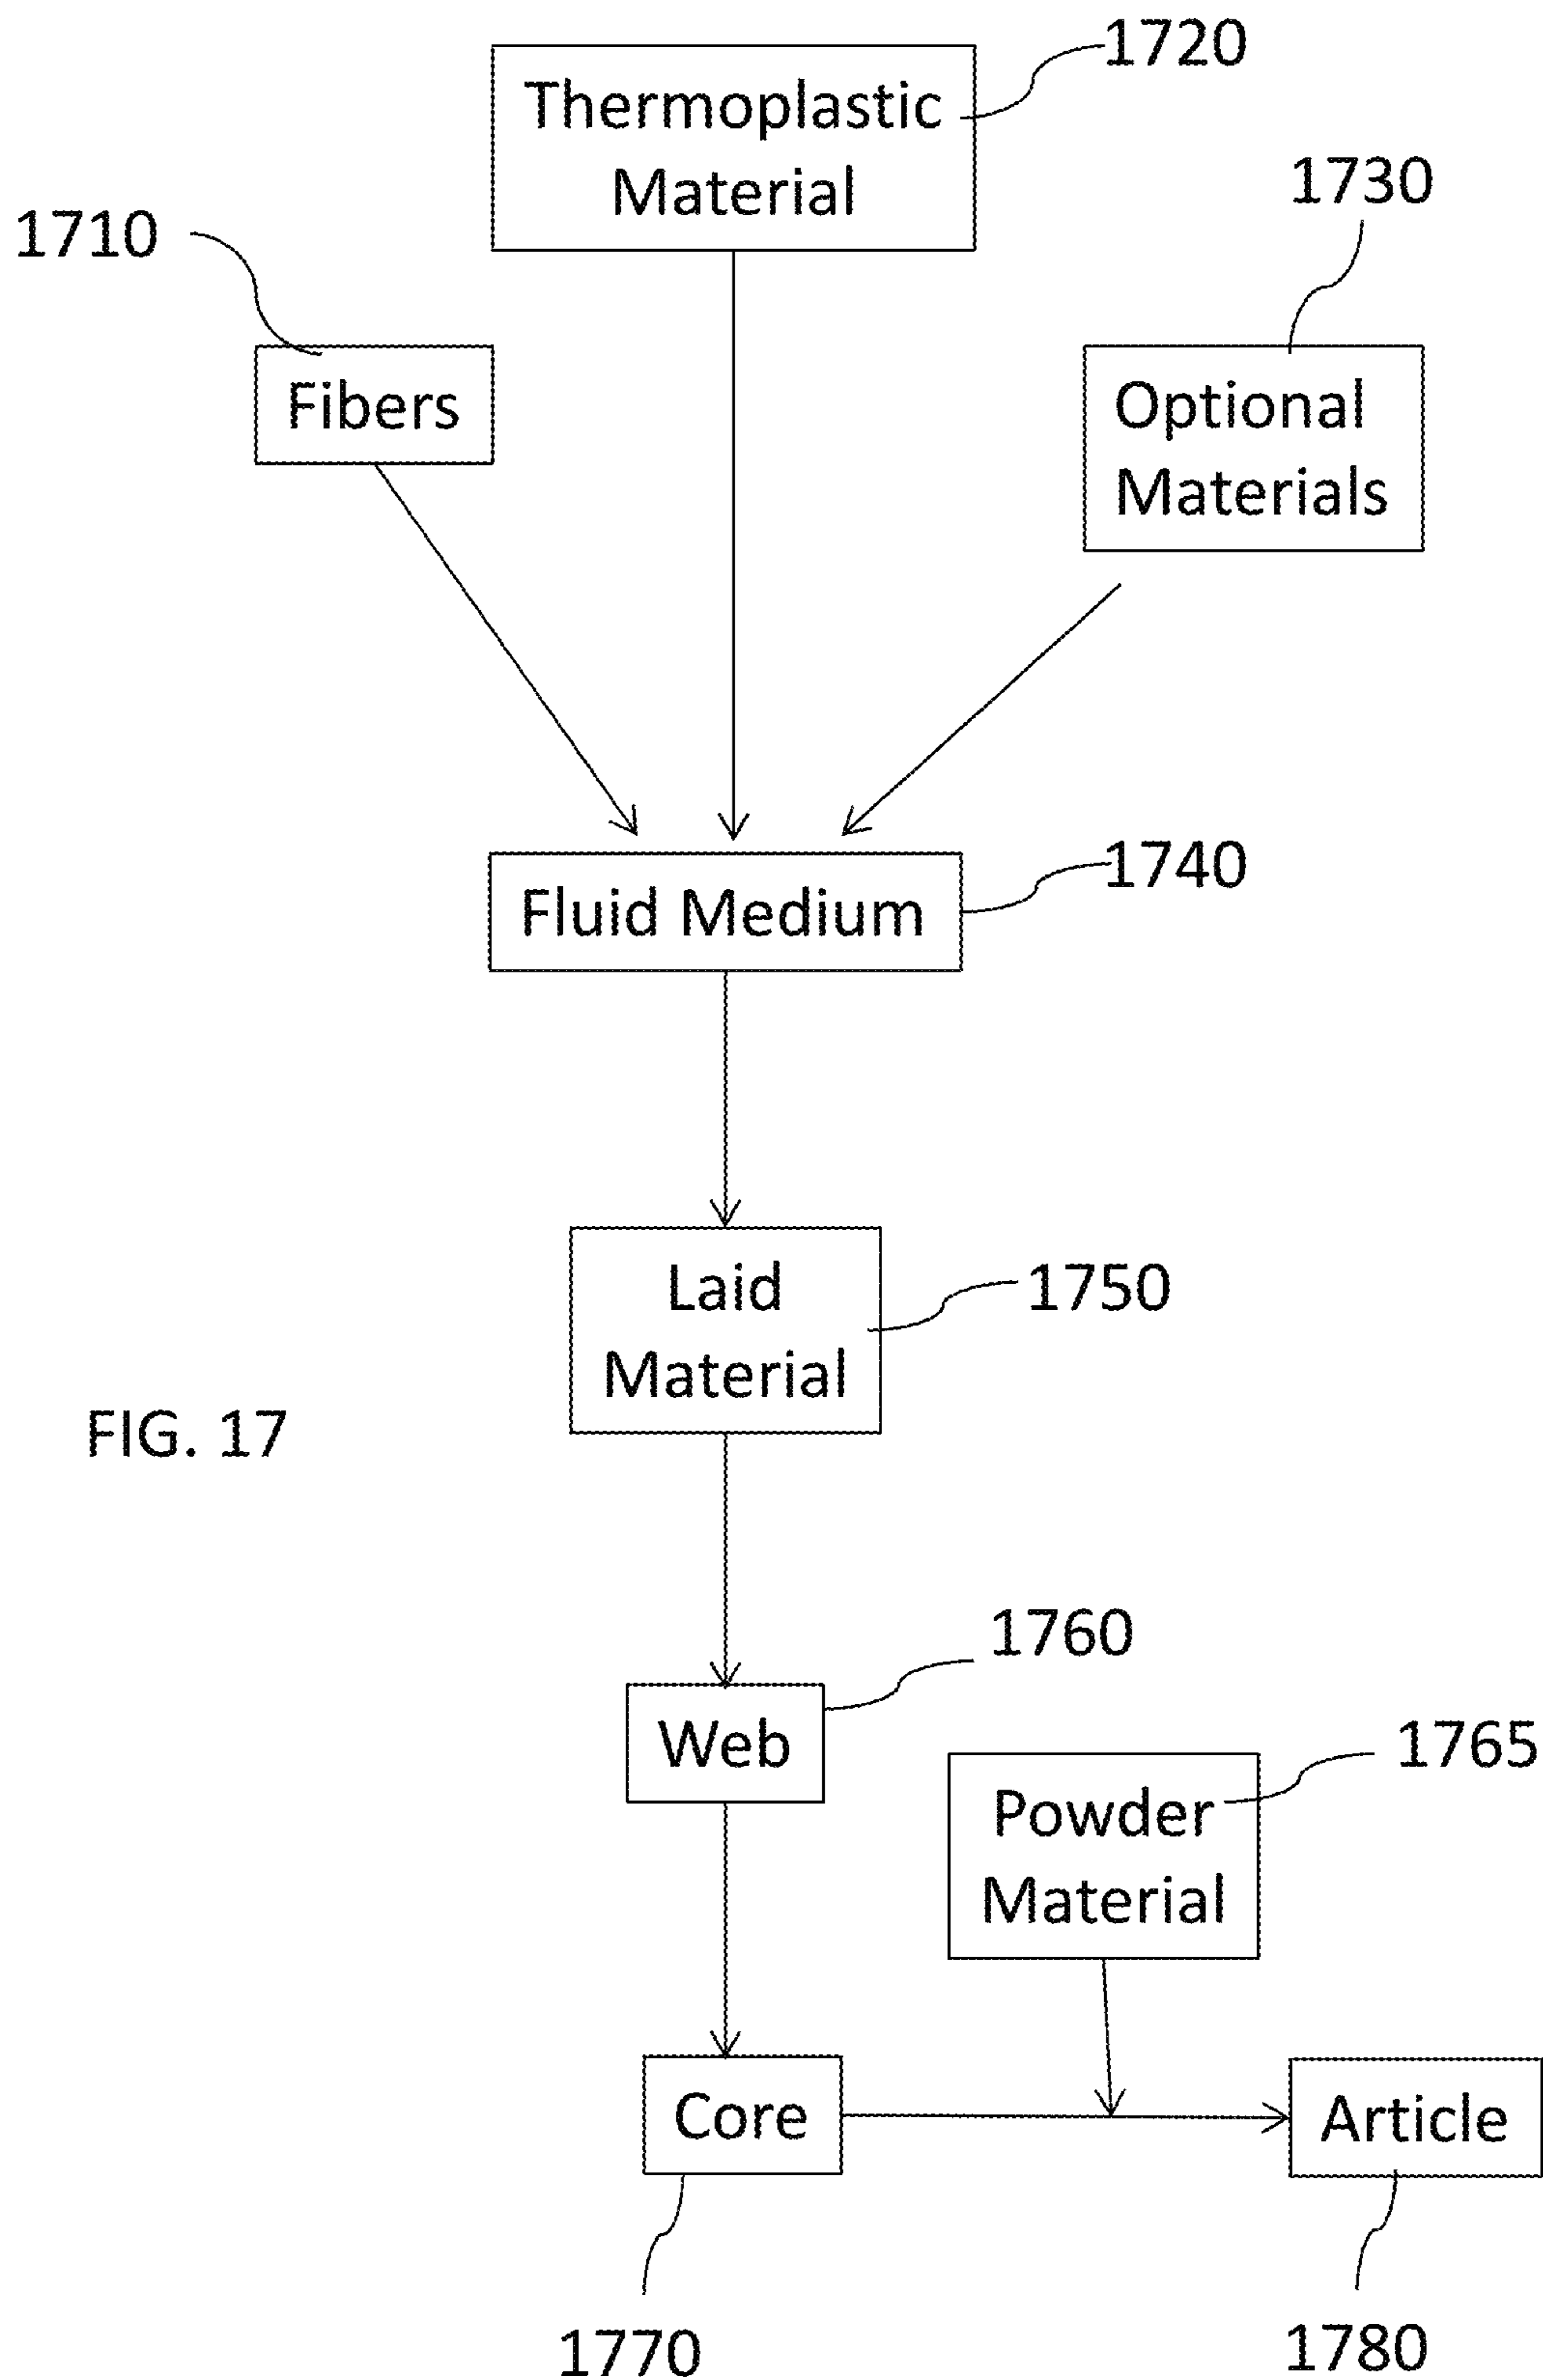 1720
Thermoplastic
Material
1730
1710
Fibers
Optional
Materials
1740
Fluid Medium
Laid
Material
1750
FIG. 17
1760
Web
1765
Powder
Material
Core
Article
1770
1780